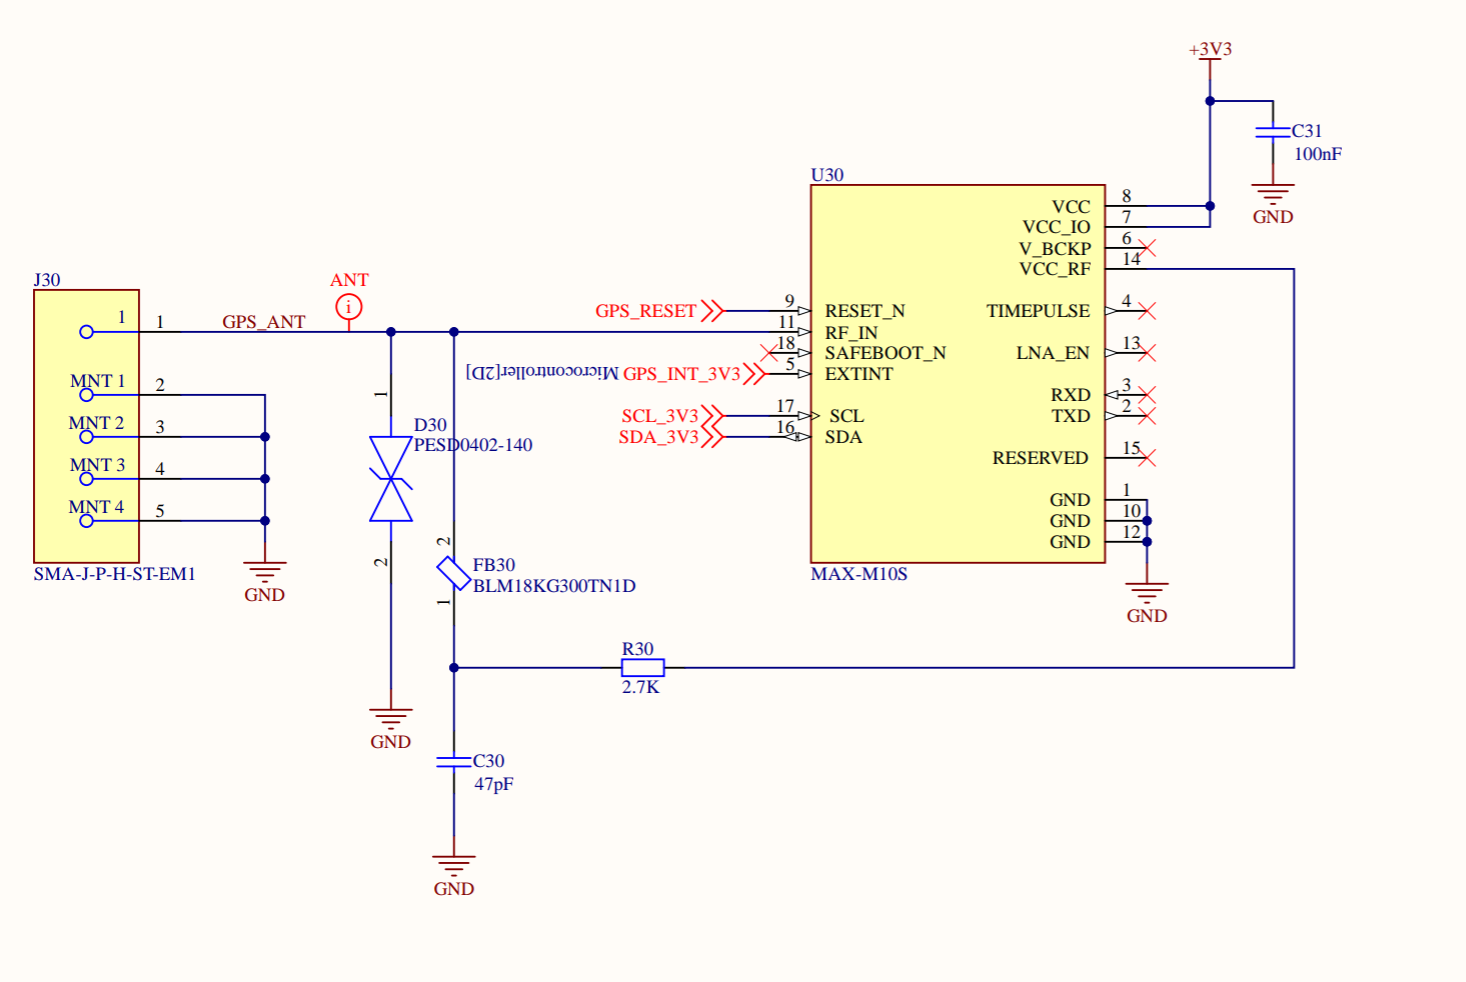 +3V3
C31
100nF
GND
U30
VCC
8
VCC_IO
7
V_BCKP
6
VCC_RF
14
J30
ANT
i
1
1
GPS_ANT
GPS_RESET
9
RESET_N
TIMEPULSE
4
11
RF_IN
18
SAFEBOOT_N
LNA_EN
13
Microcontroller[2D]
GPS_INT_3V3
5
EXTINT
MNT 1
2
RXD
3
SCL_3V3
17
SCL
TXD
2
MNT 2
3
SDA_3V3
16
SDA
1
D30
PESD0402-140
MNT 3
4
RESERVED
15
MNT 4
5
GND
1
GND
10
GND
12
2
2
FB30
BLM18KG300TN1D
1
SMA-J-P-H-ST-EM1
GND
MAX-M10S
GND
R30
2.7K
GND
C30
47pF
GND